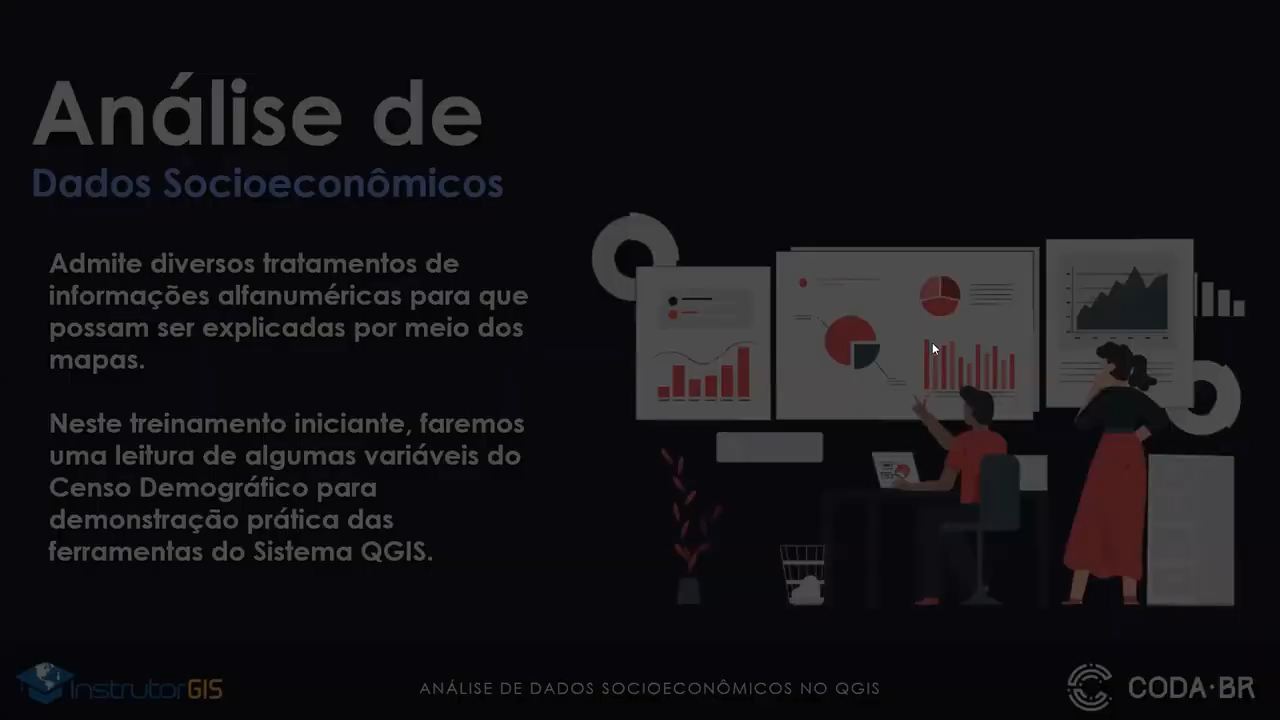 Análise de
Dados Socioeconômicos
Admite diversos tratamentos de
informações alfanuméricas para que
possam ser explicadas por meio dos
mapas.
Neste treinamento iniciante, faremos
uma leitura de algumas variáveis do
Censo Demográfico para
demonstração prática das
ferramentas do Sistema QGIS.
InstrutorGIS
ANÁLISE DE DADOS SOCIOECONÔMICOS NO QGIS
CODA·BR